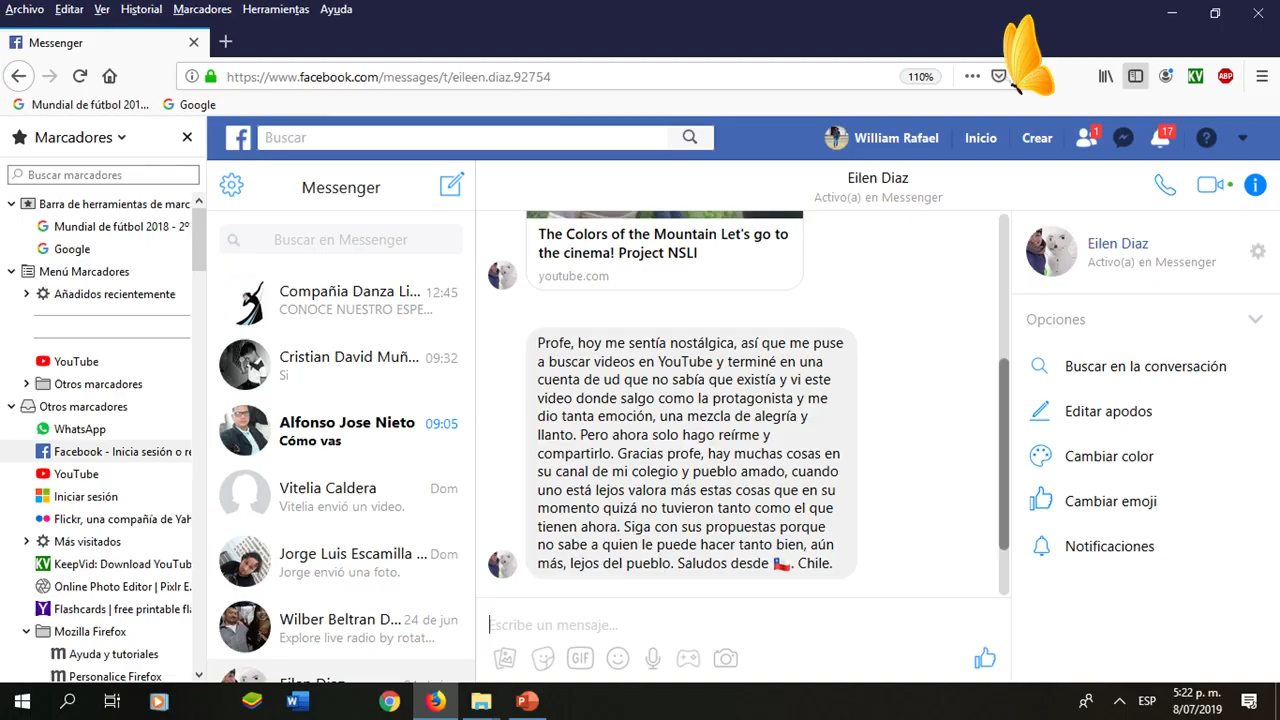 Archivo Editar Ver Historial Marcadores Herramientas Ayuda
Messenger
https://www.facebook.com/messages/t/eileen.diaz.92754
110%
Mundial de fútbol 201...
Google
Marcadores
Buscar marcadores
Barra de herramientas de marc
Mundial de fútbol 2018 - 2º
Google
Menú Marcadores
Añadidos recientemente
YouTube
Otros marcadores
Otros marcadores
WhatsApp
Facebook - Inicia sesión o re
YouTube
Iniciar sesión
Flickr, una compañía de Yah
Más visitados
KeepVid: Download YouTub
Online Photo Editor | Pixlr E
Flashcards | free printable fl
Mozilla Firefox
Ayuda y tutoriales
Personalice Firefox
Buscar
William Rafael
Inicio
Crear
1
17
Messenger
Buscar en Messenger
Compañia Danza Li... 12:45
CONOCE NUESTRO ESPE...
Cristian David Muñ... 09:32
Si
Alfonso Jose Nieto 09:05
Cómo vas
Vitelia Caldera Dom
Vitelia envió un video.
Jorge Luis Escamilla ... Dom
Jorge envió una foto.
Wilber Beltran D... 24 de jun
Explore live radio by rotat...
Eilen Diaz
Eilen Diaz
Activo(a) en Messenger
The Colors of the Mountain Let's go to
the cinema! Project NSLI
youtube.com
Profe, hoy me sentía nostálgica, así que me puse
a buscar videos en YouTube y terminé en una
cuenta de ud que no sabía que existía y vi este
video donde salgo como la protagonista y me
dio tanta emoción, una mezcla de alegría y
llanto. Pero ahora solo hago reírme y
compartirlo. Gracias profe, hay muchas cosas en
su canal de mi colegio y pueblo amado, cuando
uno está lejos valora más estas cosas que en su
momento quizá no tuvieron tanto como el que
tienen ahora. Siga con sus propuestas porque
no sabe a quien le puede hacer tanto bien, aún
más, lejos del pueblo. Saludos desde 🇨🇱. Chile.
Escribe un mensaje...
GIF
Eilen Diaz
Activo(a) en Messenger
Opciones
Buscar en la conversación
Editar apodos
Cambiar color
Cambiar emoji
Notificaciones
ESP
5:22 p. m.
8/07/2019